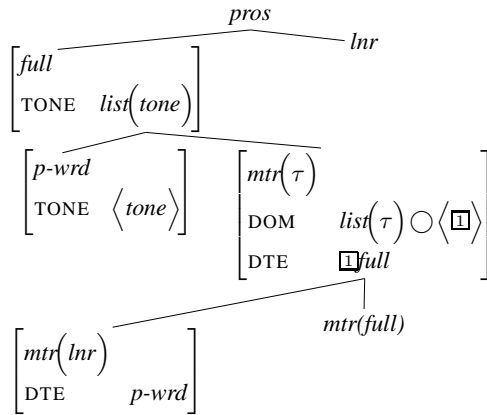 pros
full
TONE list(tone)
lnr
p-wrd
TONE ⟨tone⟩
mtr(τ)
DOM list(τ) ○ ⟨1⟩
DTE 1full
mtr(lnr)
DTE p-wrd
mtr(full)